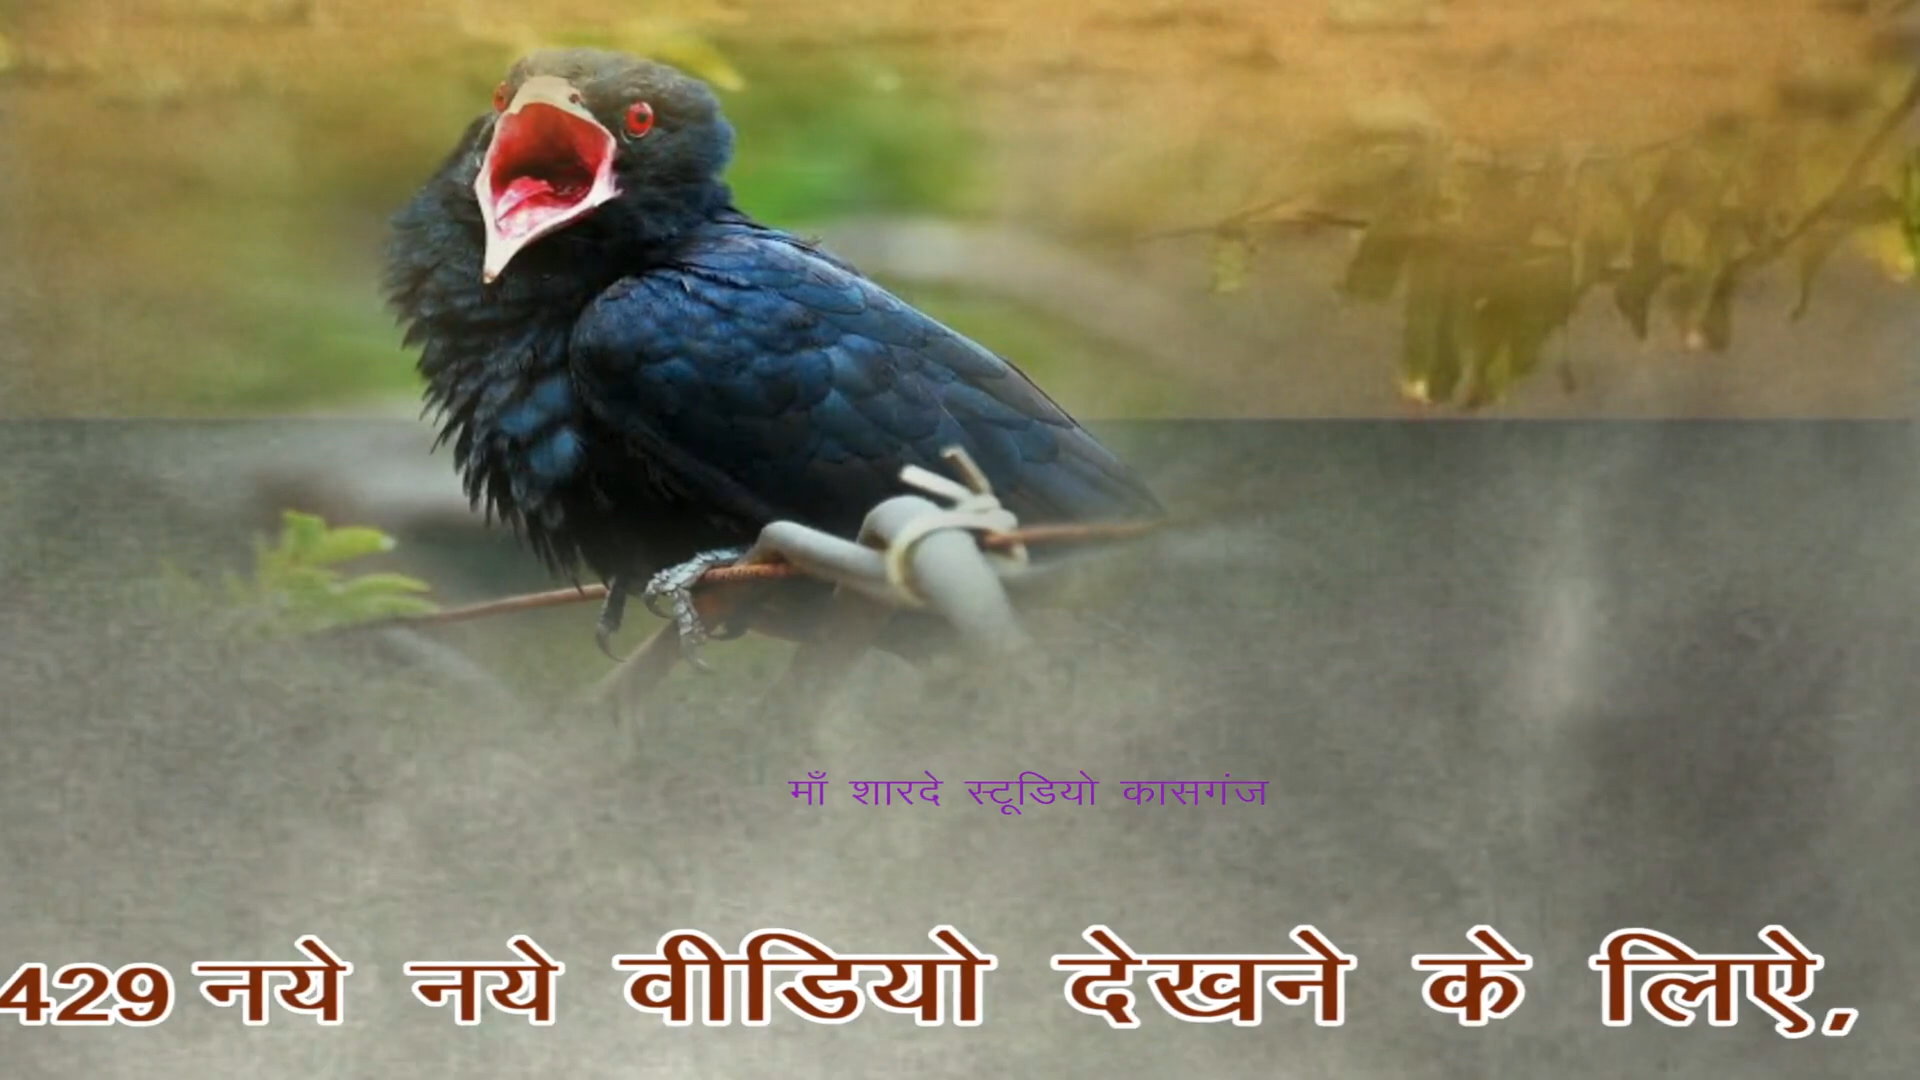 माँ शारदे स्टूडियो कासगंज
429 नये नये वीडियो देखने के लिऐ,